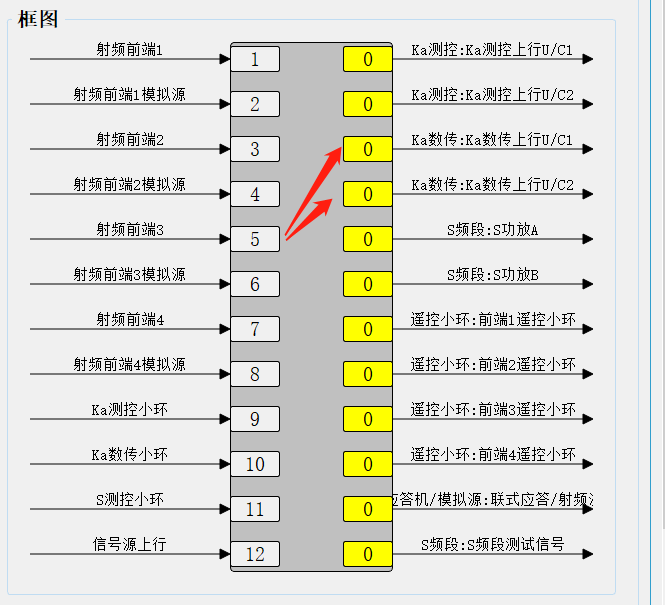 框图
射频前端1 1 0 Ka测控:Ka测控上行U/C1
射频前端1模拟源 2 0 Ka测控:Ka测控上行U/C2
射频前端2 3 0 Ka数传:Ka数传上行U/C1
射频前端2模拟源 4 0 Ka数传:Ka数传上行U/C2
射频前端3 5 0 S频段:S功放A
射频前端3模拟源 6 0 S频段:S功放B
射频前端4 7 0 遥控小环:前端1遥控小环
射频前端4模拟源 8 0 遥控小环:前端2遥控小环
Ka测控小环 9 0 遥控小环:前端3遥控小环
Ka数传小环 10 0 遥控小环:前端4遥控小环
S测控小环 11 0 应答机/模拟源:联式应答/射频
信号源上行 12 0 S频段:S频段测试信号